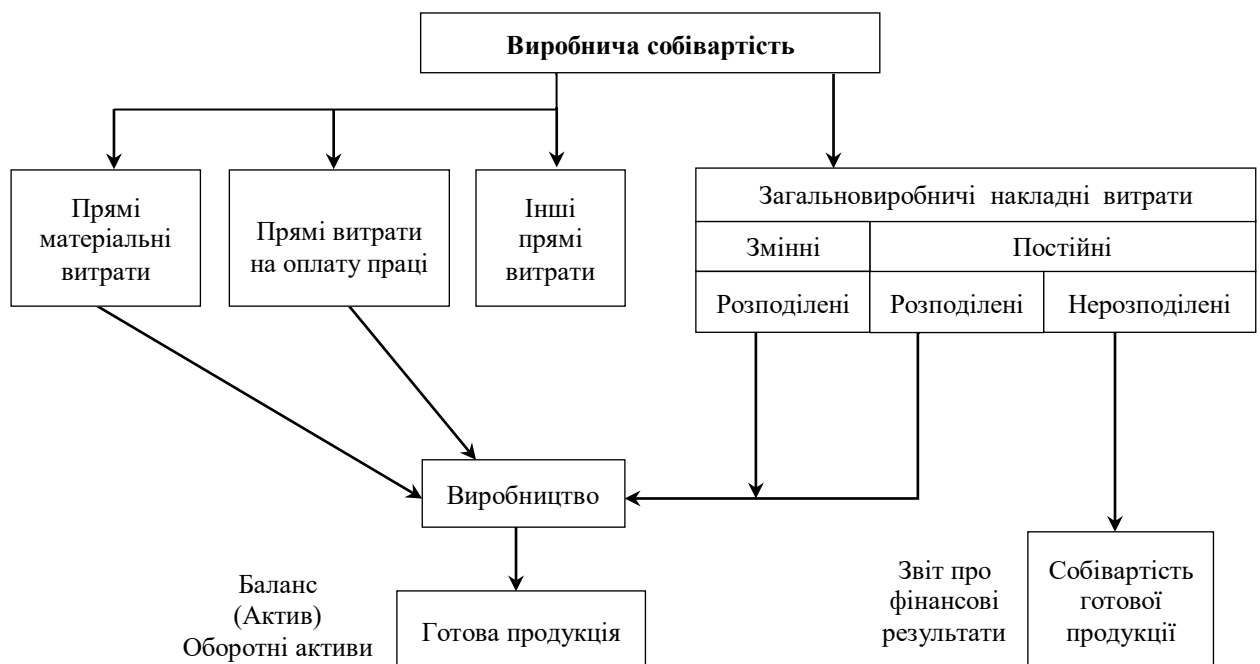 Виробнича собівартість
Прямі
матеріальні
витрати
Прямі витрати
на оплату праці
Інші
прямі
витрати
Загальновиробничі накладні витрати
Змінні
Постійні
Розподілені
Розподілені
Нерозподілені
Виробництво
Баланс
(Актив)
Оборотні активи
Готова продукція
Звіт про
фінансові
результати
Собівартість
готової
продукції